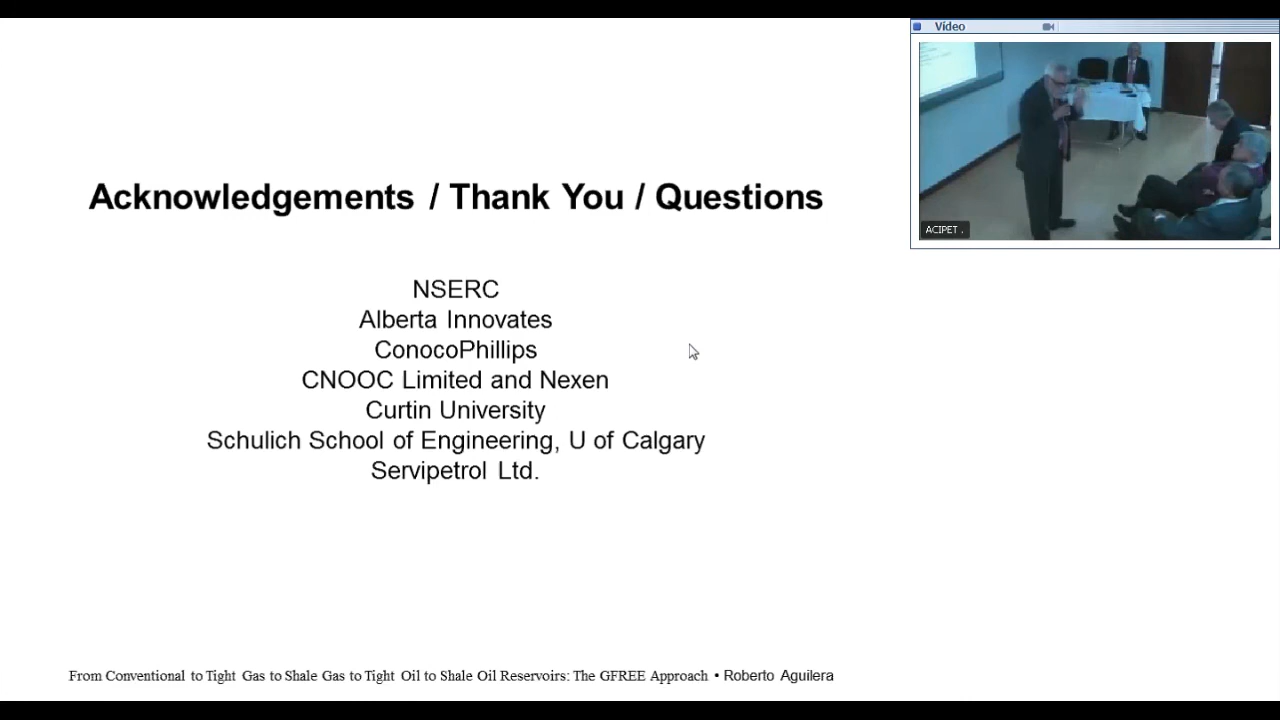 Vídeo
ACIPET .
Acknowledgements / Thank You / Questions
NSERC
Alberta Innovates
ConocoPhillips
CNOOC Limited and Nexen
Curtin University
Schulich School of Engineering, U of Calgary
Servipetrol Ltd.
From Conventional to Tight Gas to Shale Gas to Tight Oil to Shale Oil Reservoirs: The GFREE Approach • Roberto Aguilera